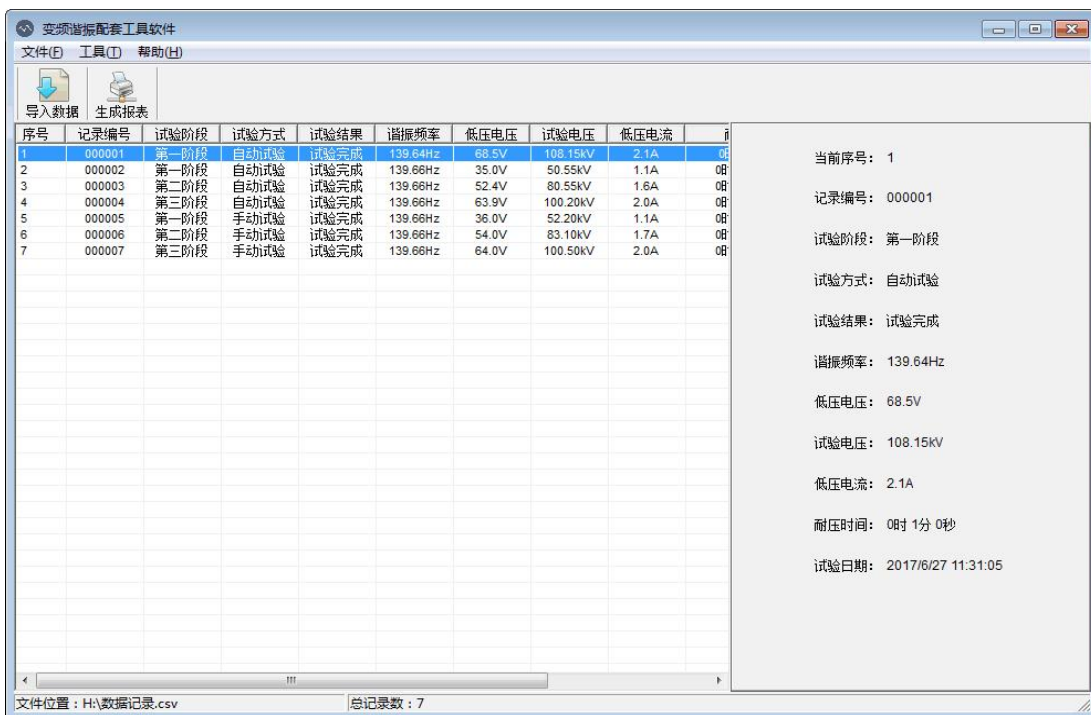 变频谐振配套工具软件
文件(F) 工具(T) 帮助(H)
导入数据 生成报表
序号 记录编号 试验阶段 试验方式 试验结果 谐振频率 低压电压 试验电压 低压电流
1 000001 第一阶段 自动试验 试验完成 139.64Hz 68.5V 108.15kV 2.1A 0时
2 000002 第一阶段 自动试验 试验完成 139.66Hz 35.0V 50.55kV 1.1A 0时
3 000003 第二阶段 自动试验 试验完成 139.66Hz 52.4V 80.55kV 1.6A 0时
4 000004 第三阶段 自动试验 试验完成 139.66Hz 63.9V 100.20kV 2.0A 0时
5 000005 第一阶段 手动试验 试验完成 139.66Hz 36.0V 52.20kV 1.1A 0时
6 000006 第二阶段 手动试验 试验完成 139.66Hz 54.0V 83.10kV 1.7A 0时
7 000007 第三阶段 手动试验 试验完成 139.66Hz 64.0V 100.50kV 2.0A 0时
当前序号： 1
记录编号： 000001
试验阶段： 第一阶段
试验方式： 自动试验
试验结果： 试验完成
谐振频率： 139.64Hz
低压电压： 68.5V
试验电压： 108.15kV
低压电流： 2.1A
耐压时间： 0时 1分 0秒
试验日期： 2017/6/27 11:31:05
文件位置：H:\数据记录.csv 总记录数：7